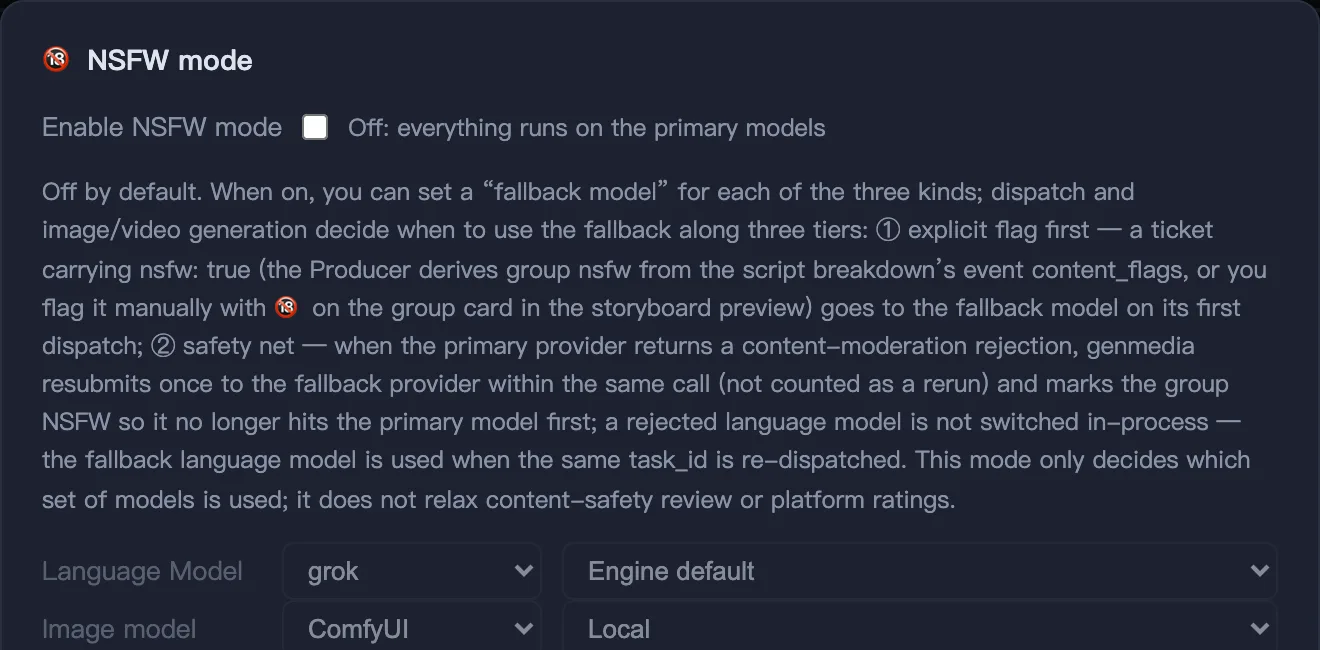 🔞 NSFW mode
Enable NSFW mode Off: everything runs on the primary models
Off by default. When on, you can set a “fallback model” for each of the three kinds; dispatch and
image/video generation decide when to use the fallback along three tiers: ① explicit flag first — a ticket
carrying nsfw: true (the Producer derives group nsfw from the script breakdown’s event content_flags, or you
flag it manually with 🔞 on the group card in the storyboard preview) goes to the fallback model on its first
dispatch; ② safety net — when the primary provider returns a content-moderation rejection, genmedia
resubmits once to the fallback provider within the same call (not counted as a rerun) and marks the group
NSFW so it no longer hits the primary model first; a rejected language model is not switched in-process —
the fallback language model is used when the same task_id is re-dispatched. This mode only decides which
set of models is used; it does not relax content-safety review or platform ratings.
Language Model grok Engine default
Image model ComfyUI Local